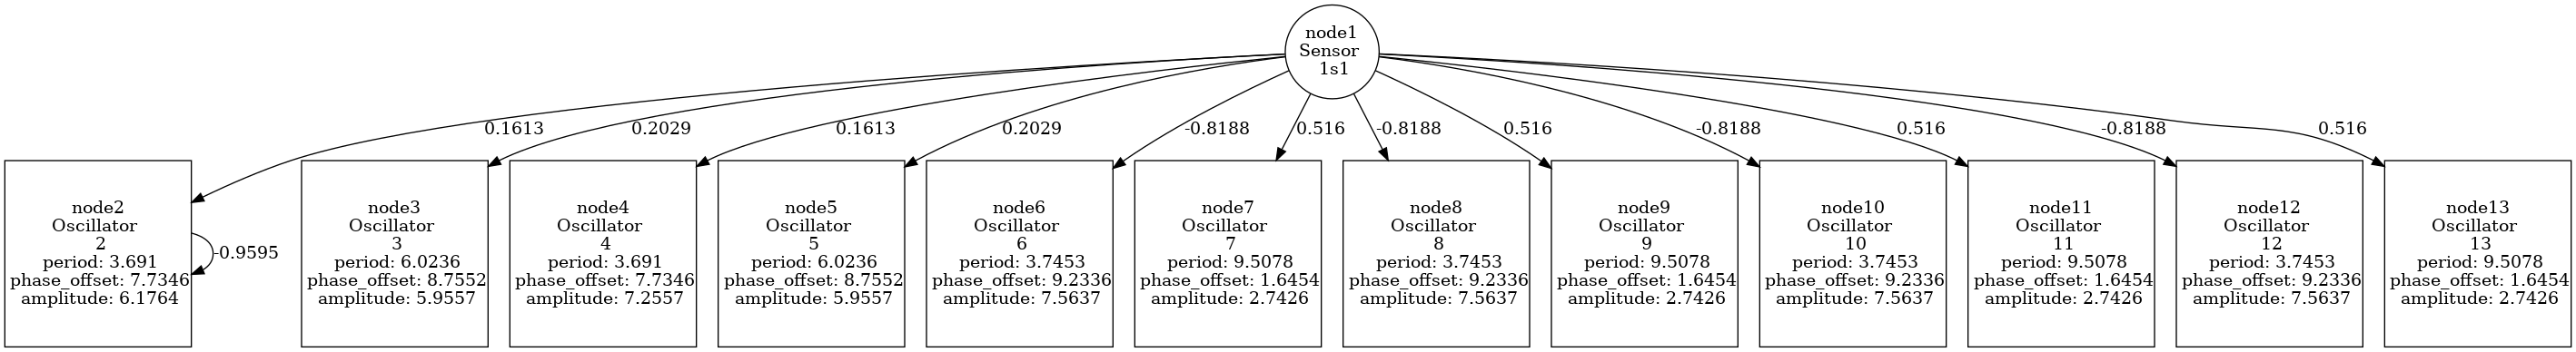 node1
Sensor
1s1
0.1613
0.2029
0.1613
0.2029
-0.8188
0.516
-0.8188
0.516
-0.8188
0.516
-0.8188
0.516
node2
Oscillator
2
period: 3.691
phase_offset: 7.7346
amplitude: 6.1764
-0.9595
node3
Oscillator
3
period: 6.0236
phase_offset: 8.7552
amplitude: 5.9557
node4
Oscillator
4
period: 3.691
phase_offset: 7.7346
amplitude: 7.2557
node5
Oscillator
5
period: 6.0236
phase_offset: 8.7552
amplitude: 5.9557
node6
Oscillator
6
period: 3.7453
phase_offset: 9.2336
amplitude: 7.5637
node7
Oscillator
7
period: 9.5078
phase_offset: 1.6454
amplitude: 2.7426
node8
Oscillator
8
period: 3.7453
phase_offset: 9.2336
amplitude: 7.5637
node9
Oscillator
9
period: 9.5078
phase_offset: 1.6454
amplitude: 2.7426
node10
Oscillator
10
period: 3.7453
phase_offset: 9.2336
amplitude: 7.5637
node11
Oscillator
11
period: 9.5078
phase_offset: 1.6454
amplitude: 2.7426
node12
Oscillator
12
period: 3.7453
phase_offset: 9.2336
amplitude: 7.5637
node13
Oscillator
13
period: 9.5078
phase_offset: 1.6454
amplitude: 2.7426